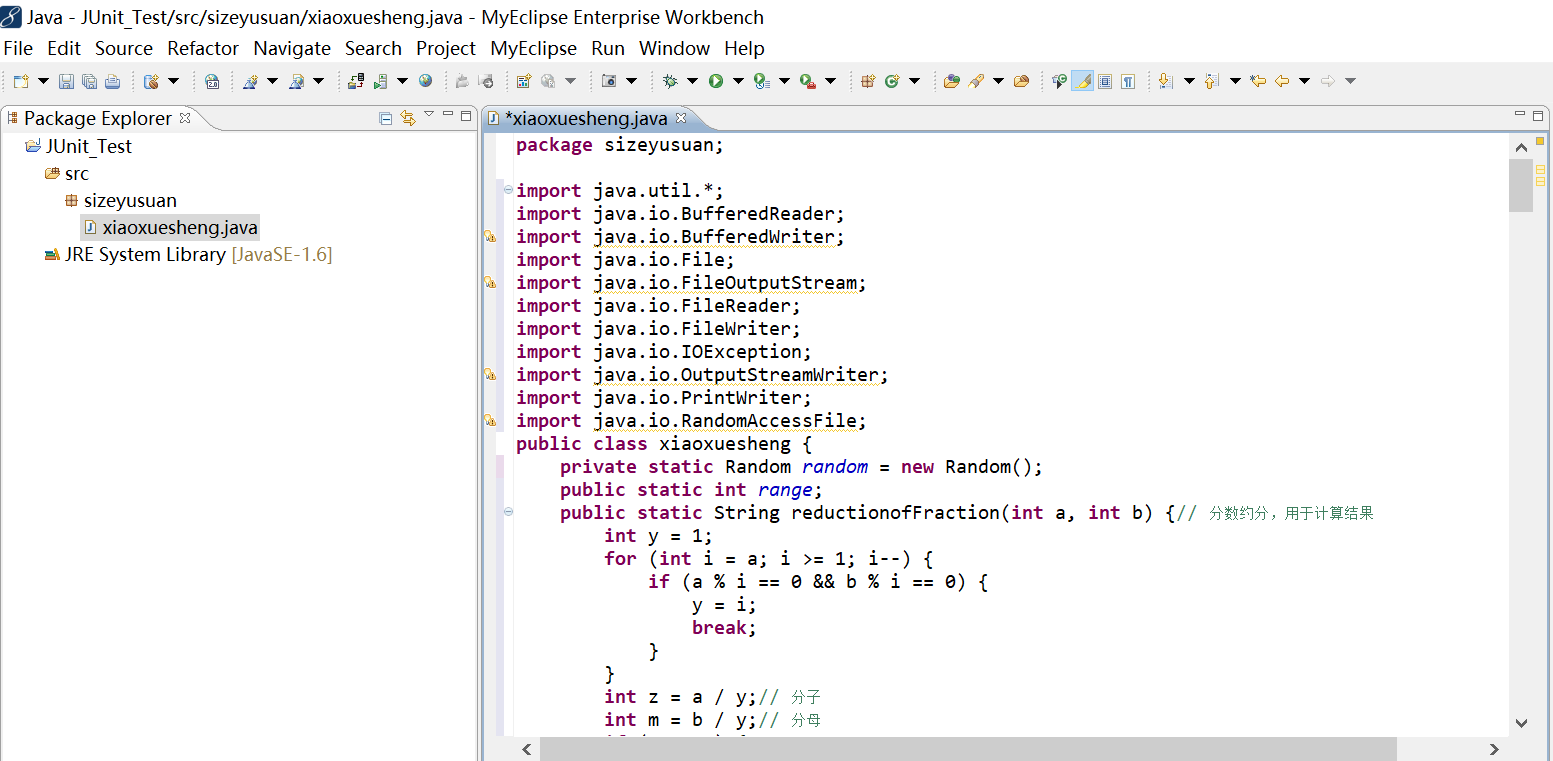 Java - JUnit_Test/src/sizeyusuan/xiaoxuesheng.java - MyEclipse Enterprise Workbench
File Edit Source Refactor Navigate Search Project MyEclipse Run Window Help
Package Explorer
JUnit_Test
src
sizeyusuan
xiaoxuesheng.java
JRE System Library [JavaSE-1.6]
*xiaoxuesheng.java
package sizeyusuan;
import java.util.*;
import java.io.BufferedReader;
import java.io.BufferedWriter;
import java.io.File;
import java.io.FileOutputStream;
import java.io.FileReader;
import java.io.FileWriter;
import java.io.IOException;
import java.io.OutputStreamWriter;
import java.io.PrintWriter;
import java.io.RandomAccessFile;
public class xiaoxuesheng {
private static Random random = new Random();
public static int range;
public static String reductionofFraction(int a, int b) {// 分数约分，用于计算结果
int y = 1;
for (int i = a; i >= 1; i--) {
if (a % i == 0 && b % i == 0) {
y = i;
break;
}
}
int z = a / y;// 分子
int m = b / y;// 分母